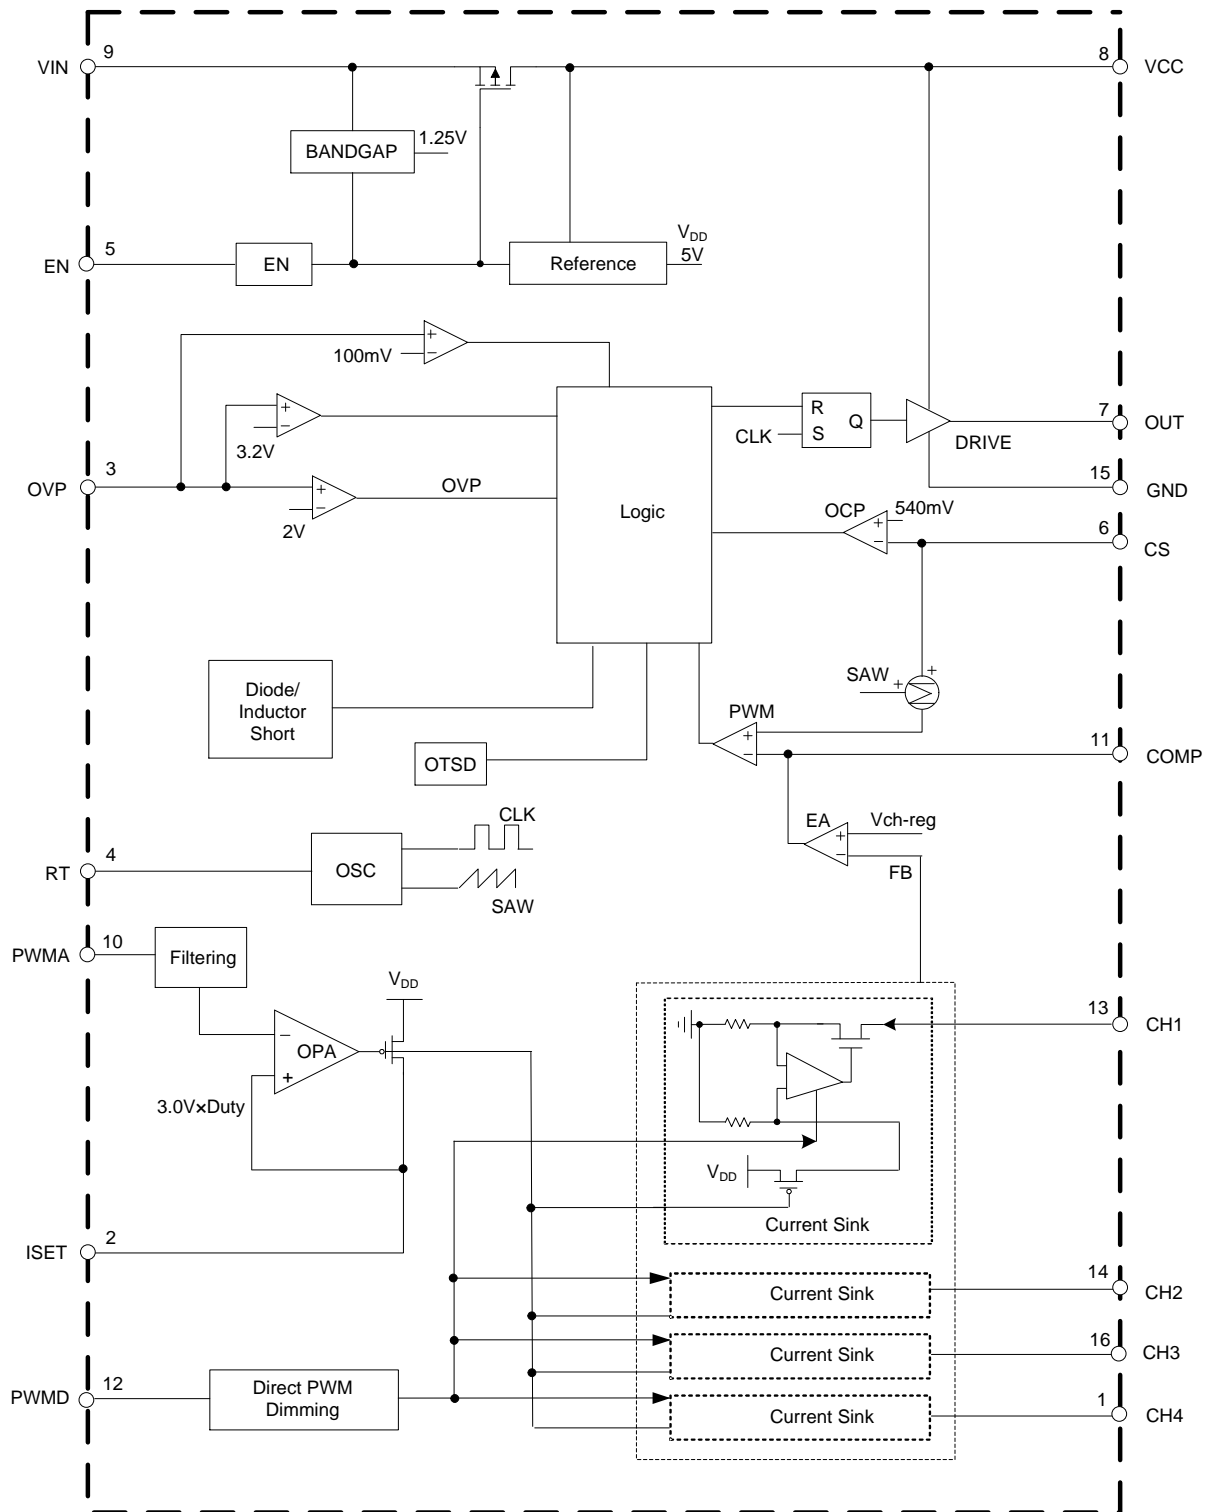 9
VIN
8
VCC
1.25V
BANDGAP
5
EN
EN
Reference
VDD
5V
+
−
100mV
+
−
3.2V
3
OVP
+
−
2V
OVP
Logic
R
S
Q
CLK
DRIVE
7
OUT
15
GND
OCP
+
−
540mV
6
CS
SAW
+
+
Σ
Diode/
Inductor
Short
OTSD
PWM
+
−
11
COMP
EA
+
−
Vch-reg
FB
4
RT
OSC
CLK
SAW
10
PWMA
Filtering
VDD
−
OPA
+
3.0V×Duty
13
CH1
VDD
Current Sink
2
ISET
14
Current Sink
CH2
16
Current Sink
CH3
12
PWMD
Direct PWM
Dimming
1
Current Sink
CH4